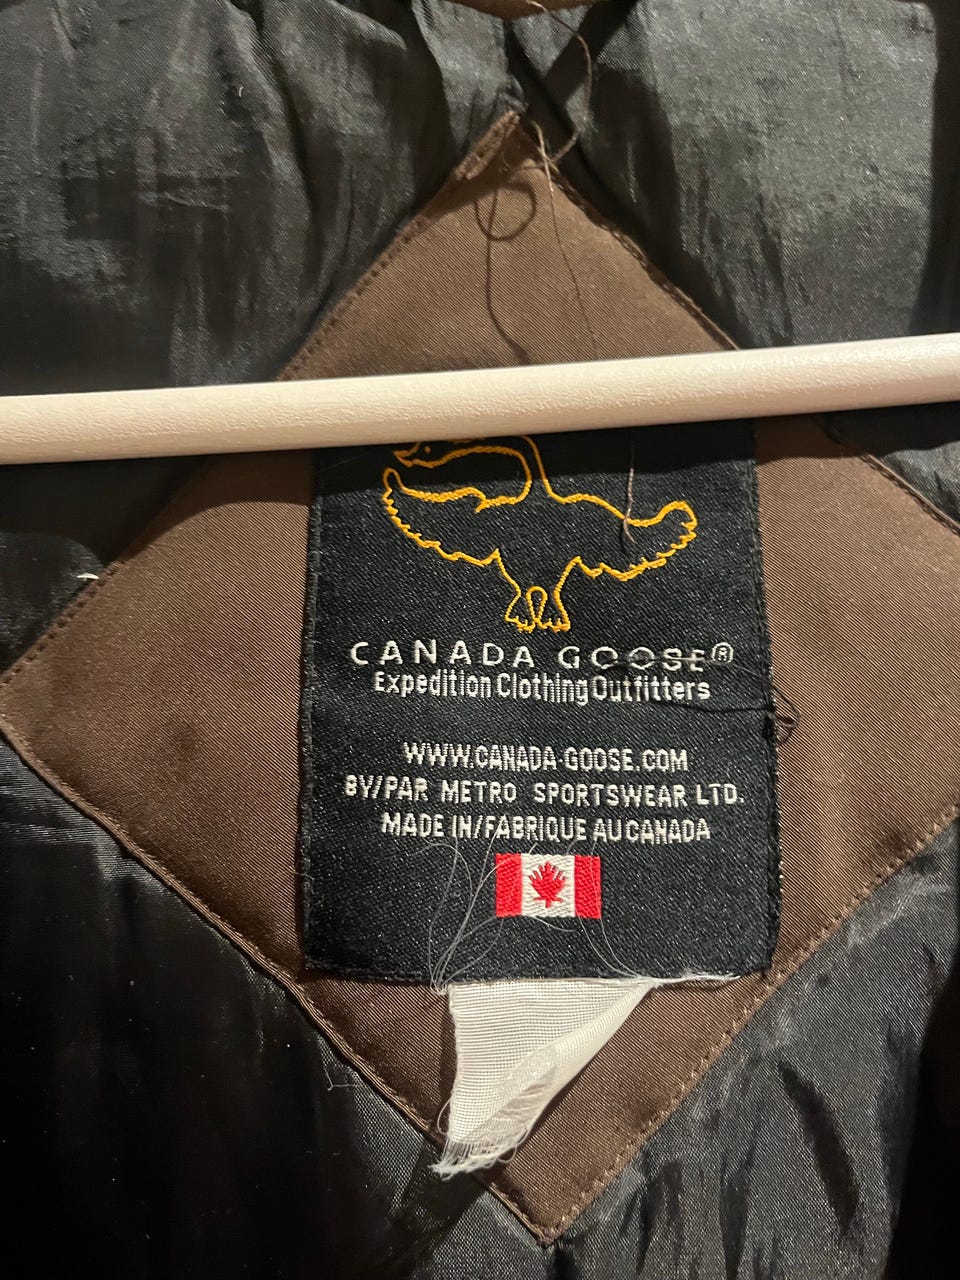 CANADA GOOSE®
Expedition Clothing Outfitters
WWW.CANADA-GOOSE.COM
BY/PAR METRO SPORTSWEAR LTD.
MADE IN/FABRIQUE AU CANADA